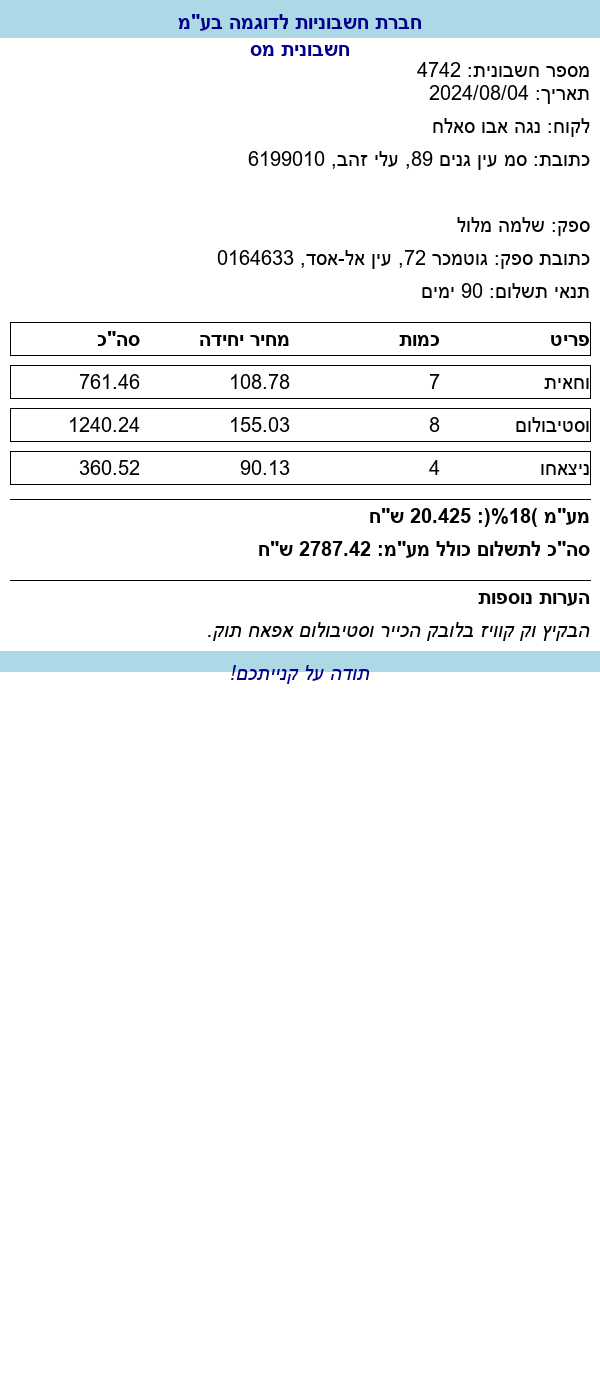 חברת חשבוניות לדוגמה בע"מ
חשבונית מס
מספר חשבונית: 4742
תאריך: 2024/08/04
לקוח: נגה אבו סאלח
כתובת: סמ עין גנים 89, עלי זהב, 6199010
ספק: שלמה מלול
כתובת ספק: גוטמכר 72, עין אל-אסד, 0164633
תנאי תשלום: 90 ימים
פריט כמות מחיר יחידה סה"כ
וחאית 7 108.78 761.46
וסטיבולום 8 155.03 1240.24
ניצאחו 4 90.13 360.52
מע"מ )18%(: 20.425 ש"ח
סה"כ לתשלום כולל מע"מ: 2787.42 ש"ח
הערות נוספות
הבקיץ וק קוויז בלובק הכייר וסטיבולום אפאח תוק.
תודה על קנייתכם!